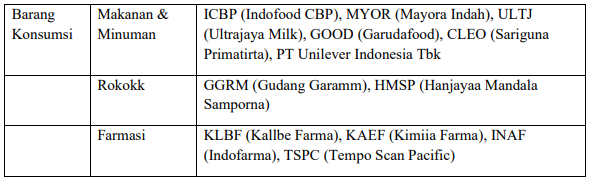 Barang Konsumsi | Makanan & Minuman | ICBP (Indofood CBP), MYOR (Mayora Indah), ULTJ
(Ultrajaya Milk), GOOD (Garudafood), CLEO (Sariguna
Primatirta), PT Unilever Indonesia Tbk
Rokokk | GGRM (Gudang Garamm), HMSP (Hanjayaa Mandala
Samporna)
Farmasi | KLBF (Kallbe Farma), KAEF (Kimiia Farma), INAF
(Indofarma), TSPC (Tempo Scan Pacific)